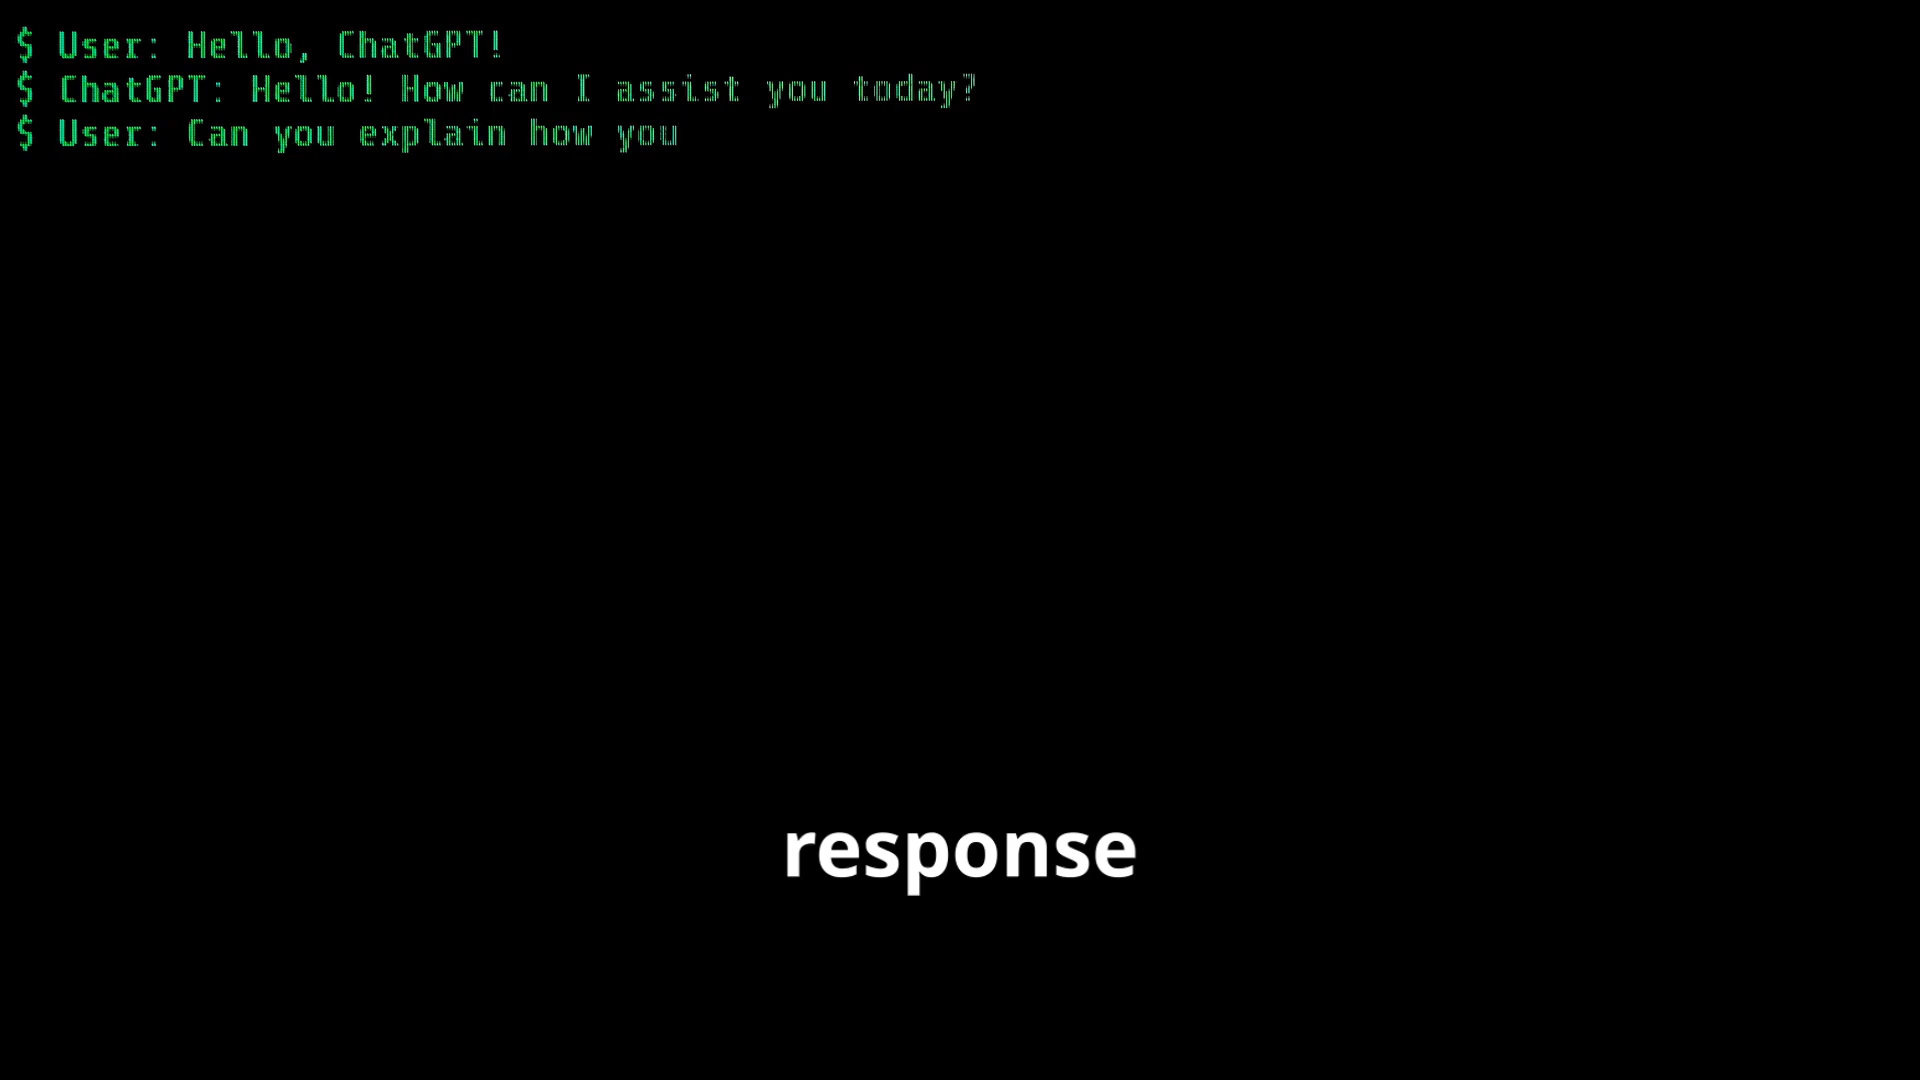 $ User: Hello, ChatGPT!
$ ChatGPT: Hello! How can I assist you today?
$ User: Can you explain how you
response